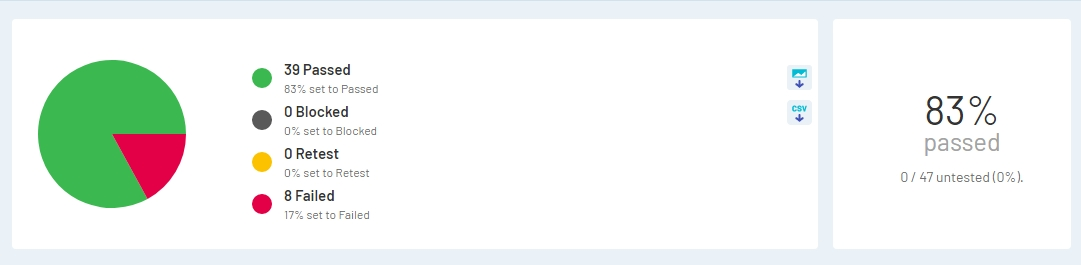 39 Passed
83% set to Passed
0 Blocked
0% set to Blocked
0 Retest
0% set to Retest
8 Failed
17% set to Failed
CSV
83%
passed
0 / 47 untested (0%).